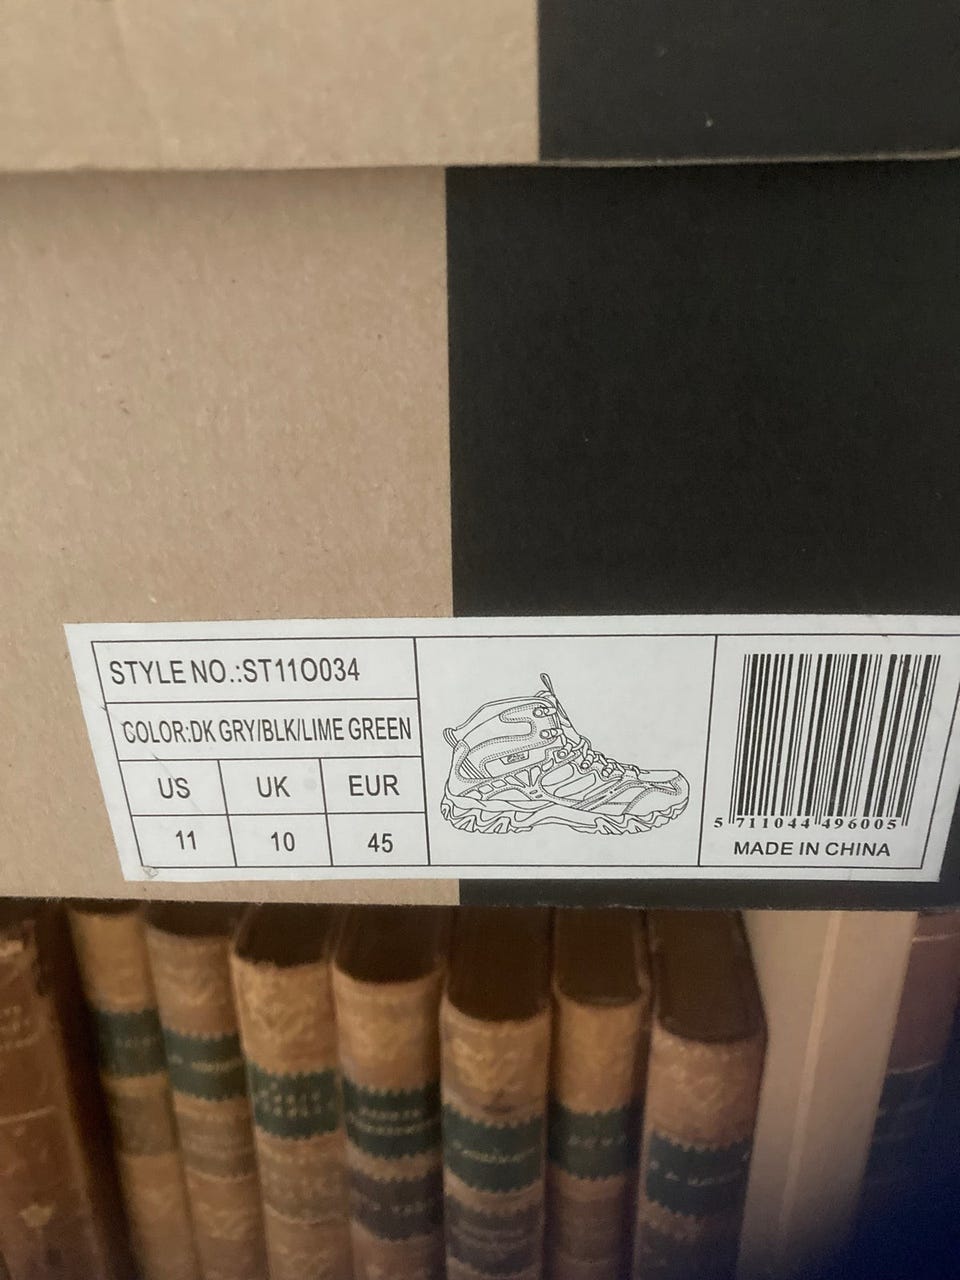 STYLE NO.:ST11O034
COLOR:DK GRY/BLK/LIME GREEN
US UK EUR
11 10 45
5 711044 496005
MADE IN CHINA